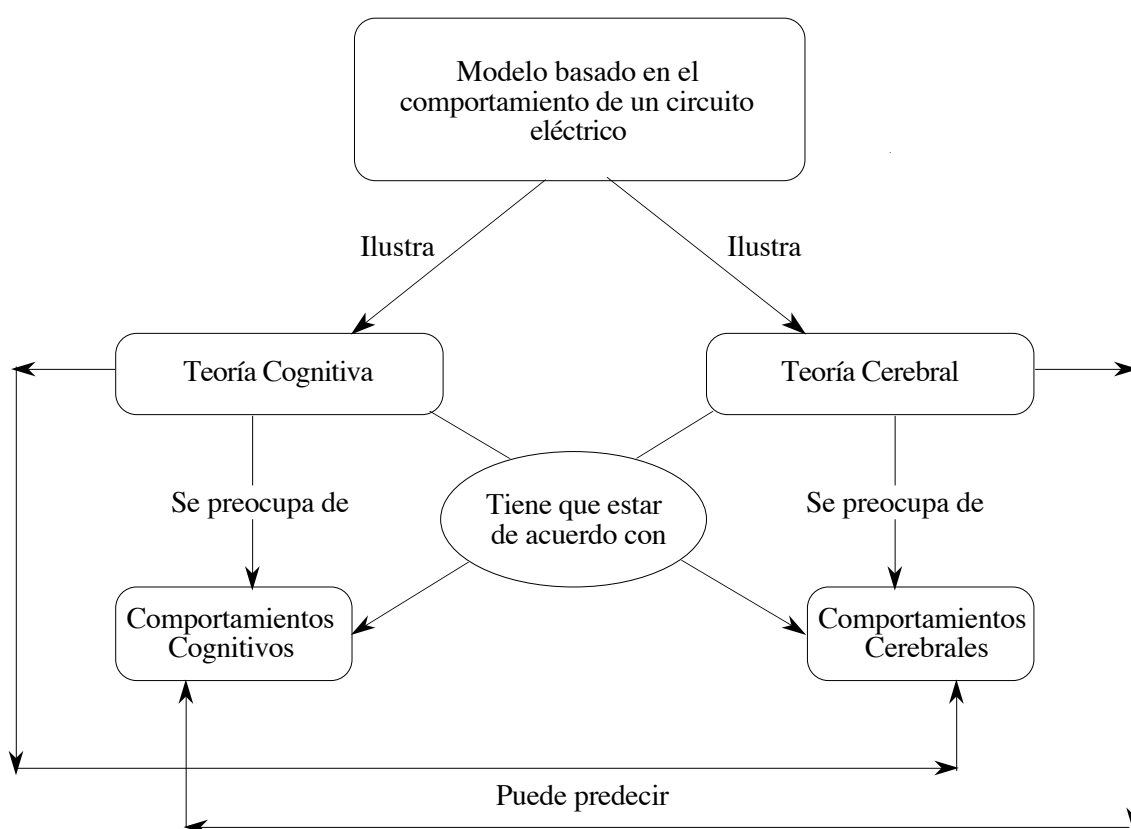 Modelo basado en el
comportamiento de un circuito
eléctrico
Ilustra
Ilustra
Teoría Cognitiva
Teoría Cerebral
Se preocupa de
Tiene que estar
de acuerdo con
Se preocupa de
Comportamientos
Cognitivos
Comportamientos
Cerebrales
Puede predecir